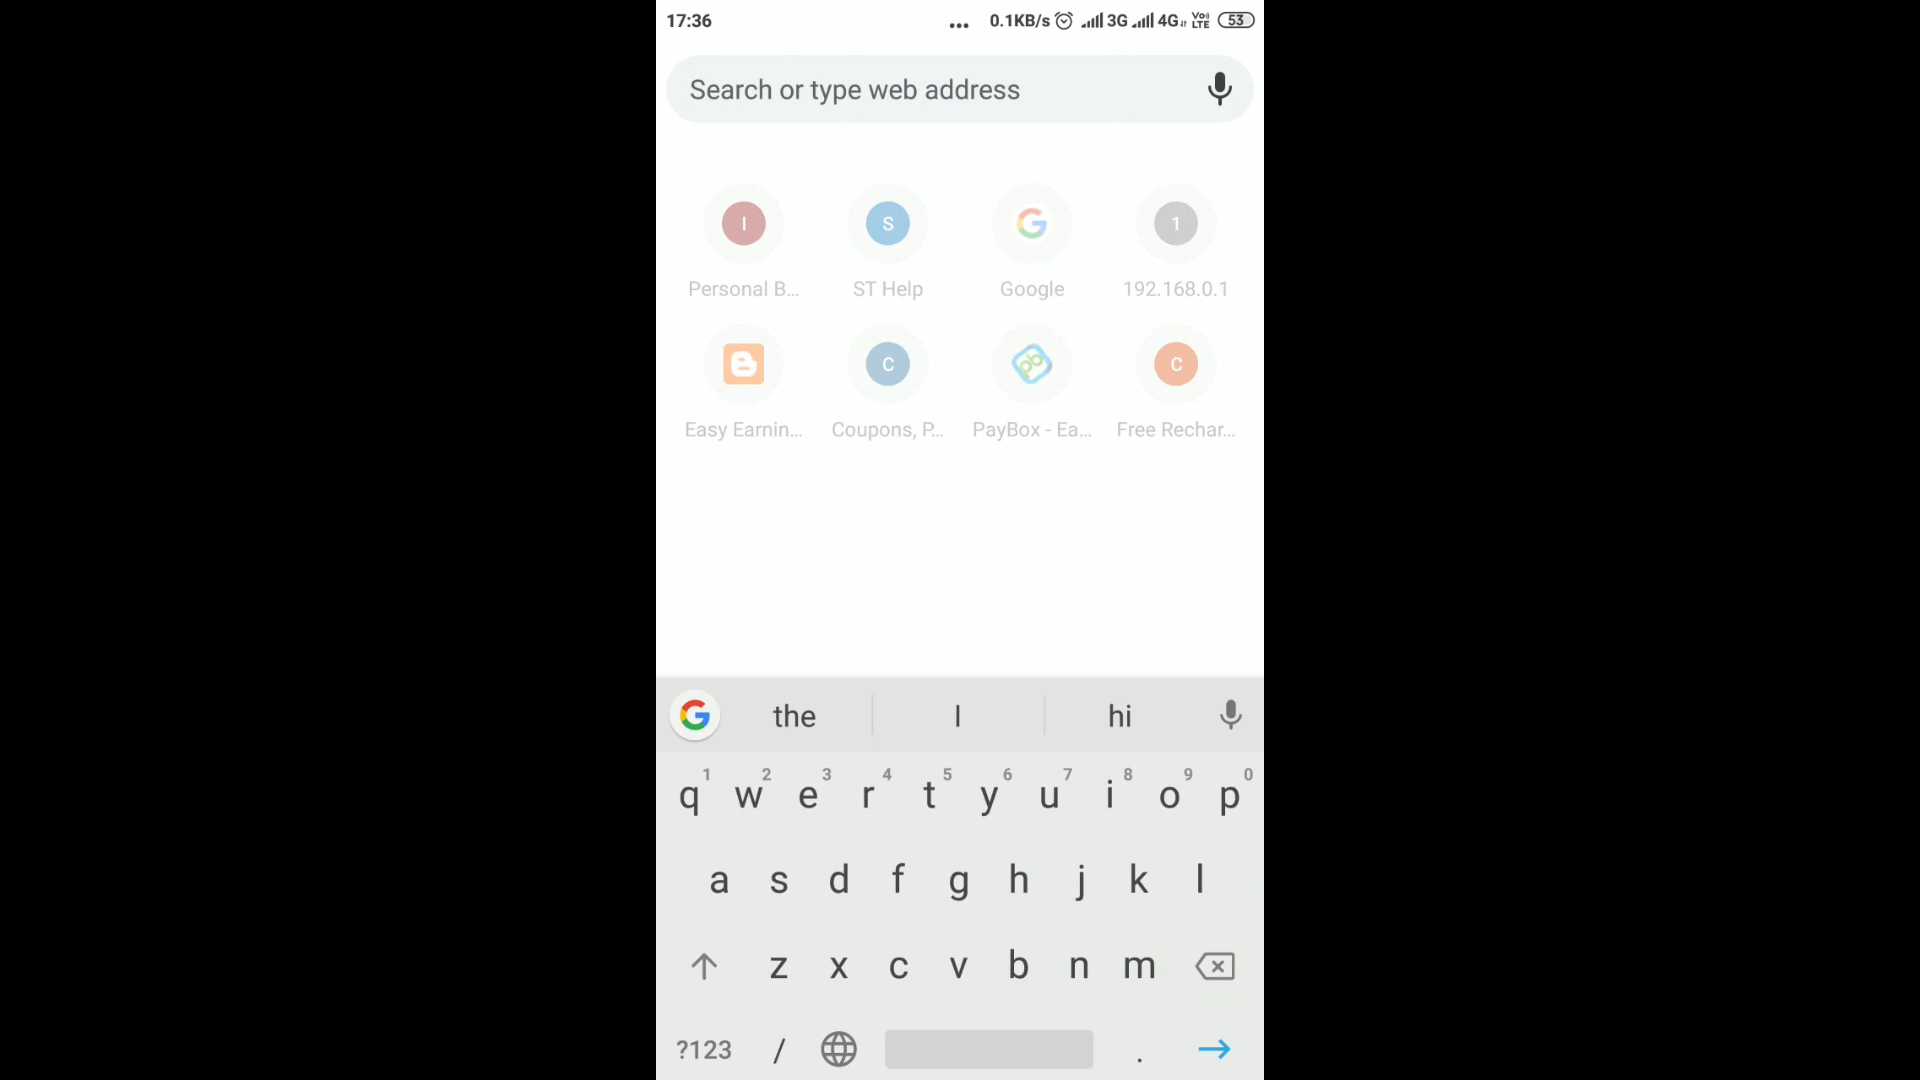 17:36 ... 0.1KB/s 3G 4G VoLTE 53
Search or type web address
I S G 1
Personal B... ST Help Google 192.168.0.1
C pb C
Easy Earnin... Coupons, P... PayBox - Ea... Free Rechar...
G the I hi
1 2 3 4 5 6 7 8 9 0
q w e r t y u i o p
a s d f g h j k l
z x c v b n m
?123 / .